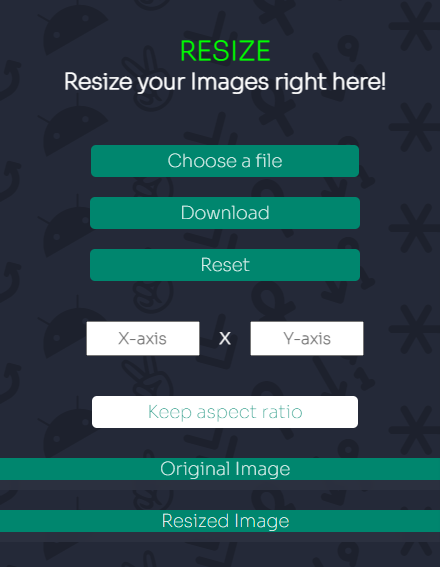 RESIZE
Resize your Images right here!
Choose a file
Download
Reset
X-axis X Y-axis
Keep aspect ratio
Original Image
Resized Image